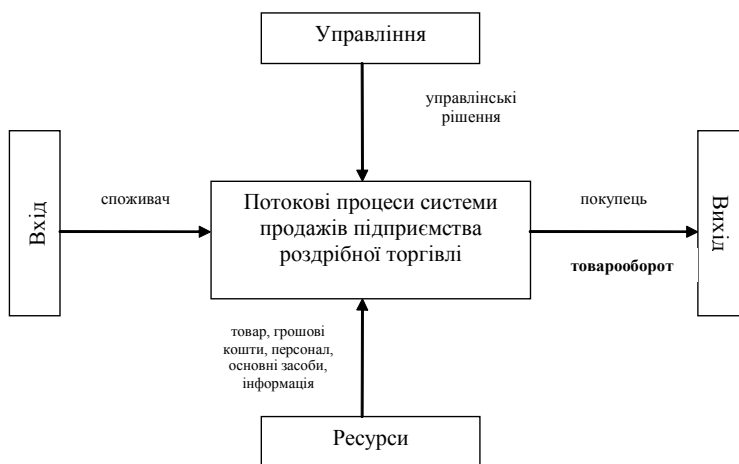 Управління
управлінські
рішення
Вхід
споживач
Потокові процеси системи
продажів підприємства
роздрібної торгівлі
покупець
товарооборот
Вихід
товар, грошові
кошти, персонал,
основні засоби,
інформація
Ресурси